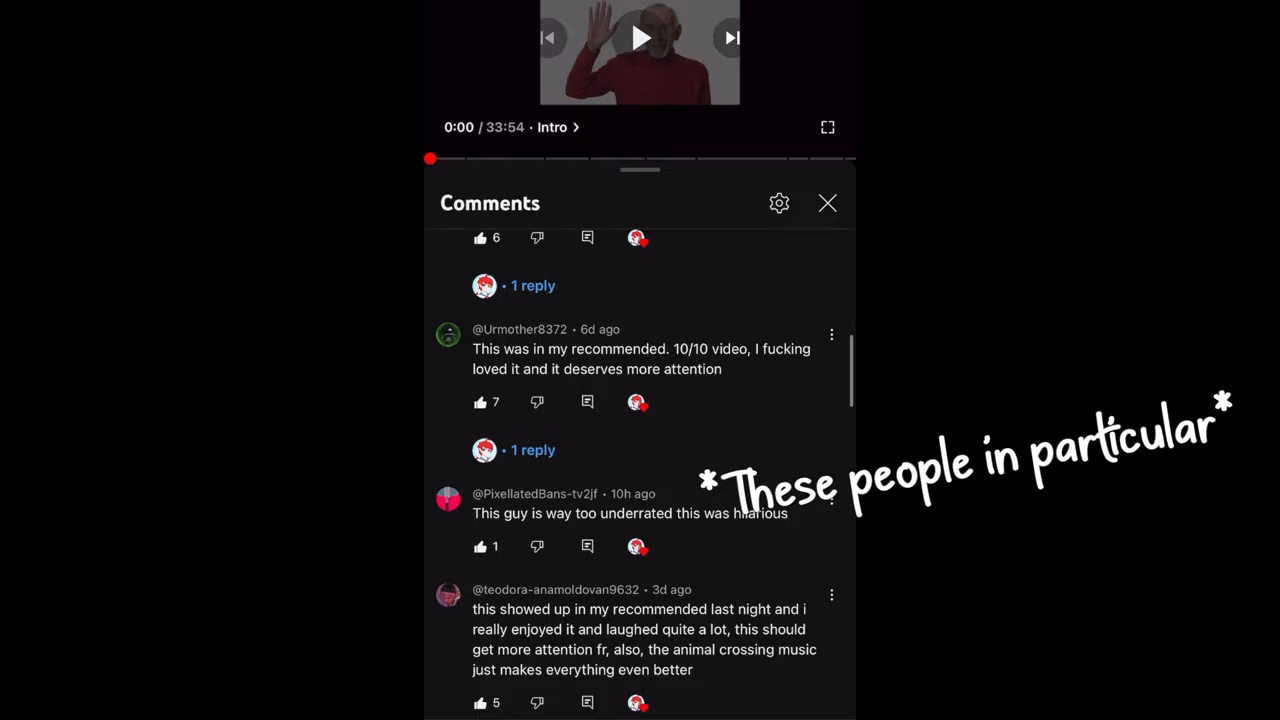 0:00 / 33:54 · Intro >
Comments
6
• 1 reply
@Urmother8372 • 6d ago
This was in my recommended. 10/10 video, I fucking
loved it and it deserves more attention
7
• 1 reply
*These people in particular*
@PixellatedBans-tv2jf • 10h ago
This guy is way too underrated this was hilarious
1
@teodora-anamoldovan9632 • 3d ago
this showed up in my recommended last night and i
really enjoyed it and laughed quite a lot, this should
get more attention fr, also, the animal crossing music
just makes everything even better
5